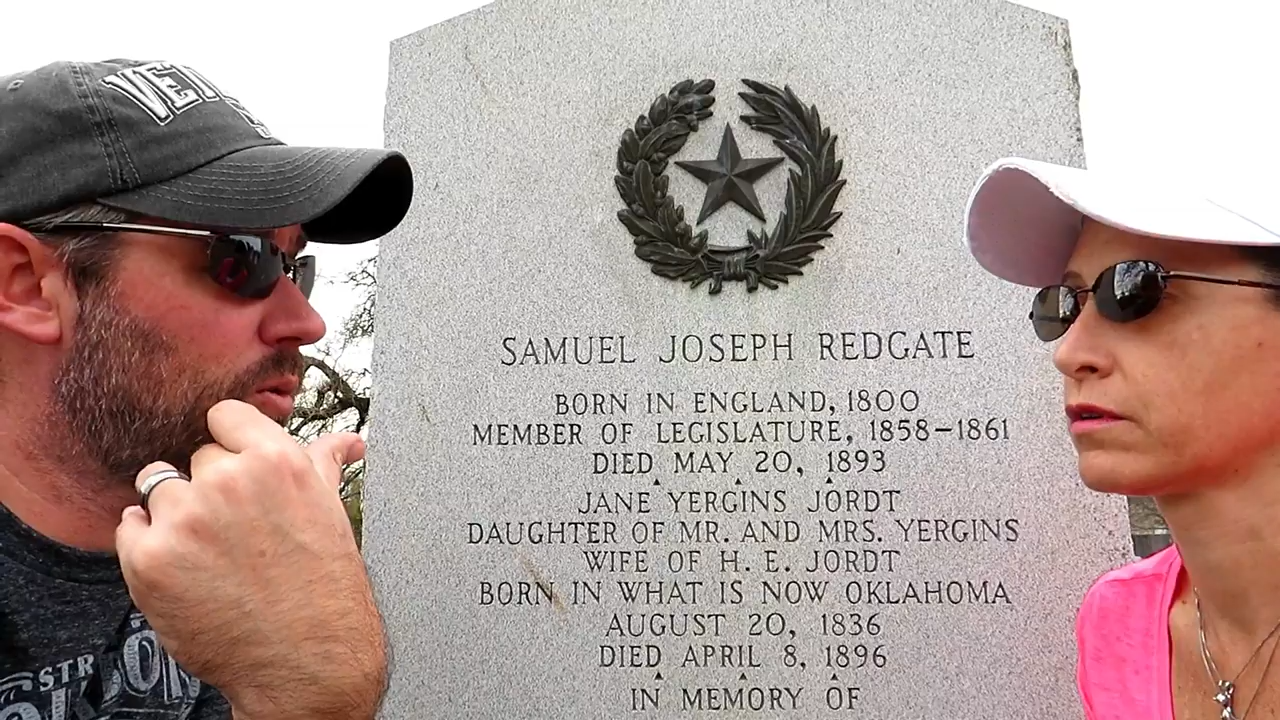 VET
SAMUEL JOSEPH REDGATE
BORN IN ENGLAND, 1800
MEMBER OF LEGISLATURE, 1858-1861
DIED MAY 20, 1893
JANE YERGINS JORDT
DAUGHTER OF MR. AND MRS. YERGINS
WIFE OF H. E. JORDT
BORN IN WHAT IS NOW OKLAHOMA
AUGUST 20, 1836
DIED APRIL 8, 1896
IN MEMORY OF
STR